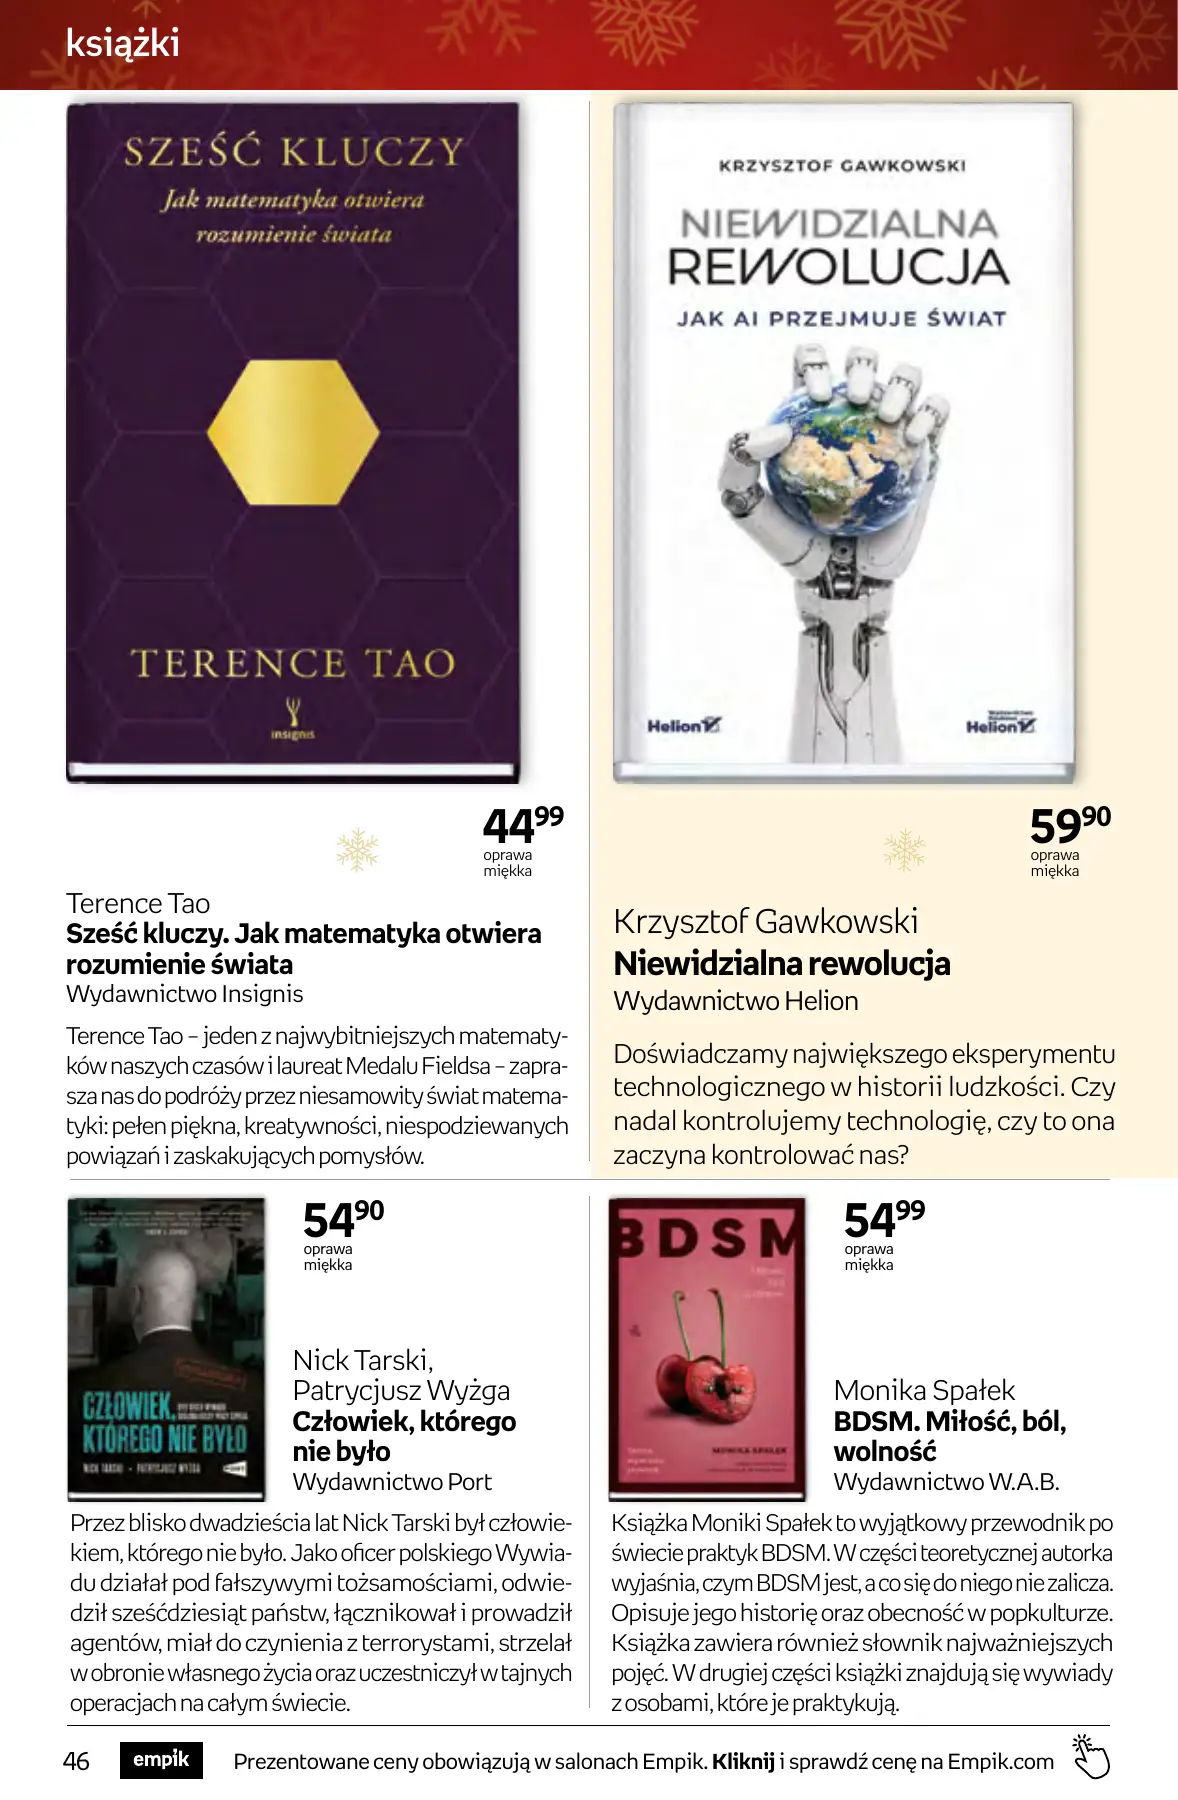 książki
SZEŚĆ KLUCZY
Jak matematyka otwiera
rozumienie świata
TERENCE TAO
insignis
KRZYSZTOF GAWKOWSKI
NIEWIDZIALNA
REWOLUCJA
JAK AI PRZEJMUJE ŚWIAT
Helion
Helion
44 99
oprawa
miękka
Terence Tao
Sześć kluczy. Jak matematyka otwiera
rozumienie świata
Wydawnictwo Insignis
Terence Tao – jeden z najwybitniejszych matematy-
ków naszych czasów i laureat Medalu Fieldsa – zapra-
sza nas do podróży przez niesamowity świat matema-
tyki: pełen piękna, kreatywności, niespodziewanych
powiązań i zaskakujących pomysłów.
59 90
oprawa
miękka
Krzysztof Gawkowski
Niewidzialna rewolucja
Wydawnictwo Helion
Doświadczamy największego eksperymentu
technologicznego w historii ludzkości. Czy
nadal kontrolujemy technologię, czy to ona
zaczyna kontrolować nas?
CZŁOWIEK,
KTÓREGO NIE BYŁO
NICK TARSKI • PATRYCJUSZ WYŻGA
54 90
oprawa
miękka
Nick Tarski,
Patrycjusz Wyżga
Człowiek, którego
nie było
Wydawnictwo Port
Przez blisko dwadzieścia lat Nick Tarski był człowie-
kiem, którego nie było. Jako oficer polskiego Wywia-
du działał pod fałszywymi tożsamościami, odwie-
dził sześćdziesiąt państw, łącznikował i prowadził
agentów, miał do czynienia z terrorystami, strzelał
w obronie własnego życia oraz uczestniczył w tajnych
operacjach na całym świecie.
BDSM
MONIKA SPAŁEK
54 99
oprawa
miękka
Monika Spałek
BDSM. Miłość, ból,
wolność
Wydawnictwo W.A.B.
Książka Moniki Spałek to wyjątkowy przewodnik po
świecie praktyk BDSM. W części teoretycznej autorka
wyjaśnia, czym BDSM jest, a co się do niego nie zalicza.
Opisuje jego historię oraz obecność w popkulturze.
Książka zawiera również słownik najważniejszych
pojęć. W drugiej części książki znajdują się wywiady
z osobami, które je praktykują.
46
empik
Prezentowane ceny obowiązują w salonach Empik. Kliknij i sprawdź cenę na Empik.com